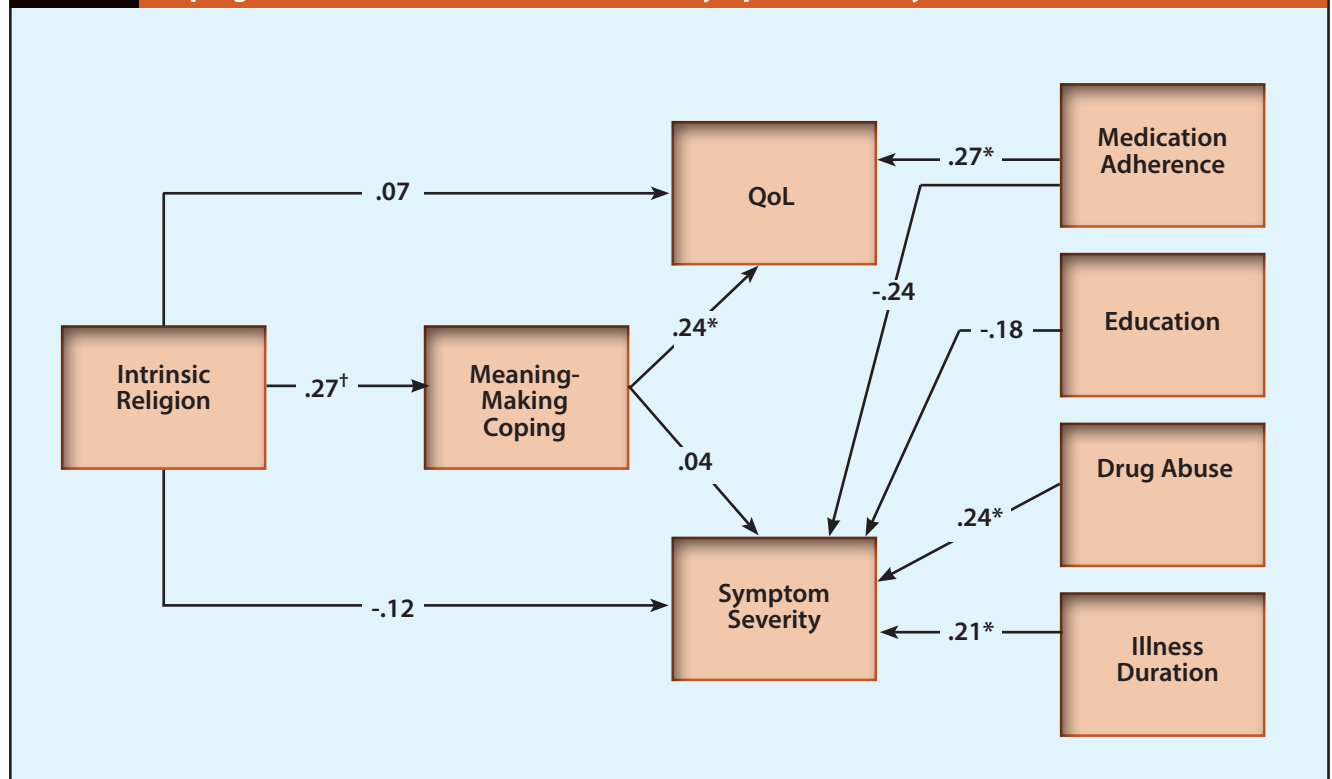 QoL
Medication
Adherence
.27*
.07
-.24
Education
-.18
.24*
Intrinsic
Religion
.27†
Meaning-
Making
Coping
.04
Drug Abuse
.24*
Symptom
Severity
-.12
.21*
Illness
Duration